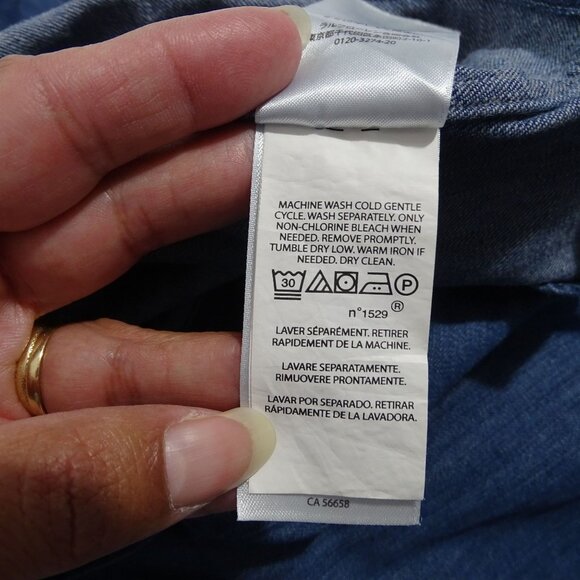 0120-3274-20
MACHINE WASH COLD GENTLE
CYCLE. WASH SEPARATELY. ONLY
NON-CHLORINE BLEACH WHEN
NEEDED. REMOVE PROMPTLY.
TUMBLE DRY LOW. WARM IRON IF
NEEDED. DRY CLEAN.
30 P
n°1529 ®
LAVER SÉPARÉMENT. RETIRER
RAPIDEMENT DE LA MACHINE.
LAVARE SEPARATAMENTE.
RIMUOVERE PRONTAMENTE.
LAVAR POR SEPARADO. RETIRAR
RÁPIDAMENTE DE LA LAVADORA.
CA 56658